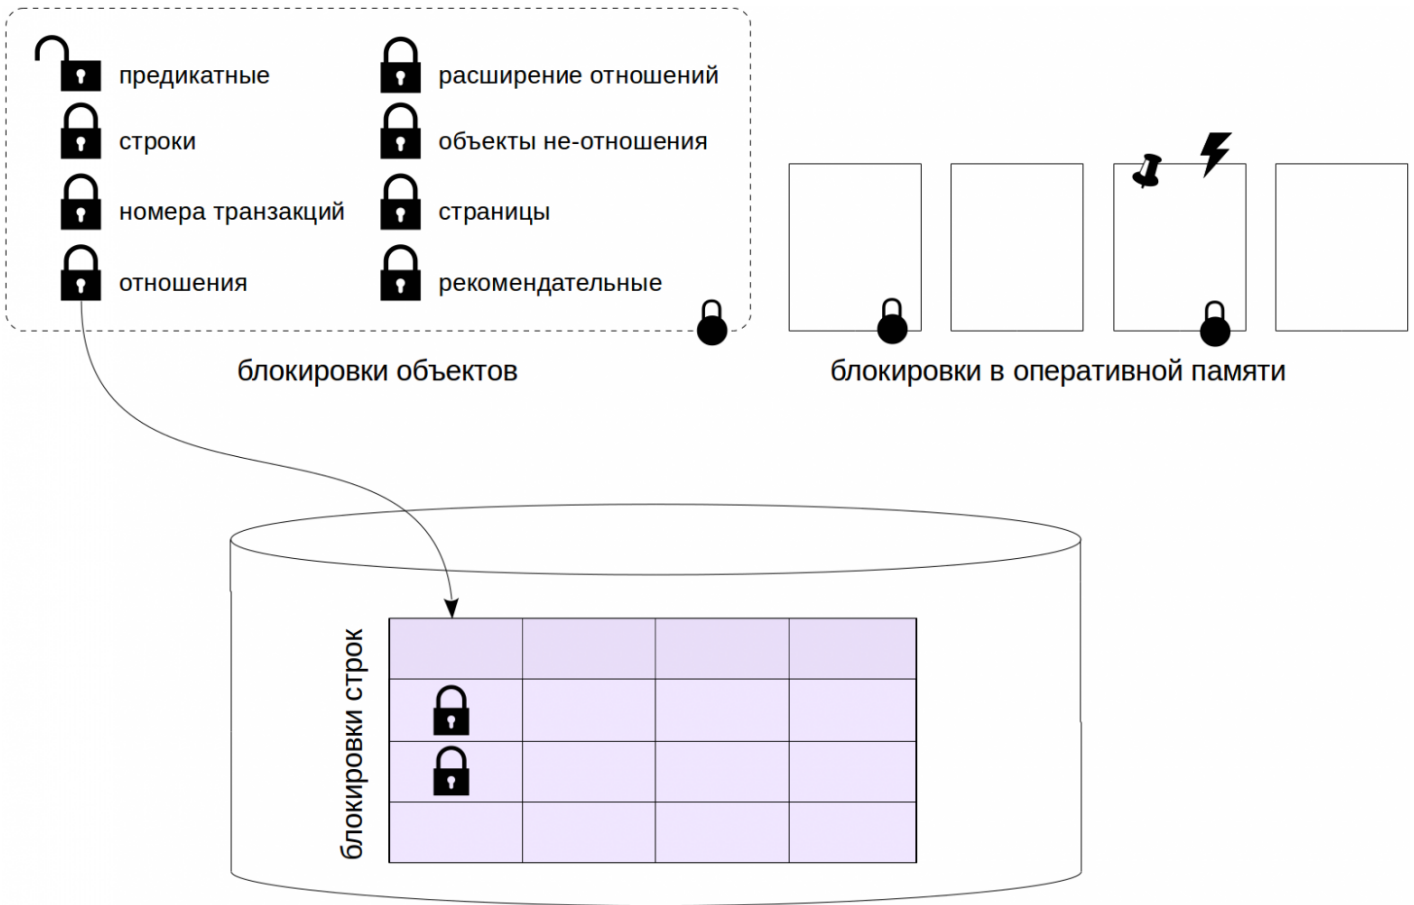 предикатные
строки
номера транзакций
отношения
расширение отношений
объекты не-отношения
страницы
рекомендательные
блокировки объектов
блокировки в оперативной памяти
блокировки строк